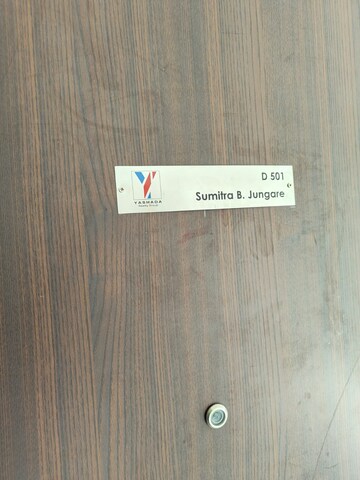 D 501
Sumitra B. Jungare
YASHADA